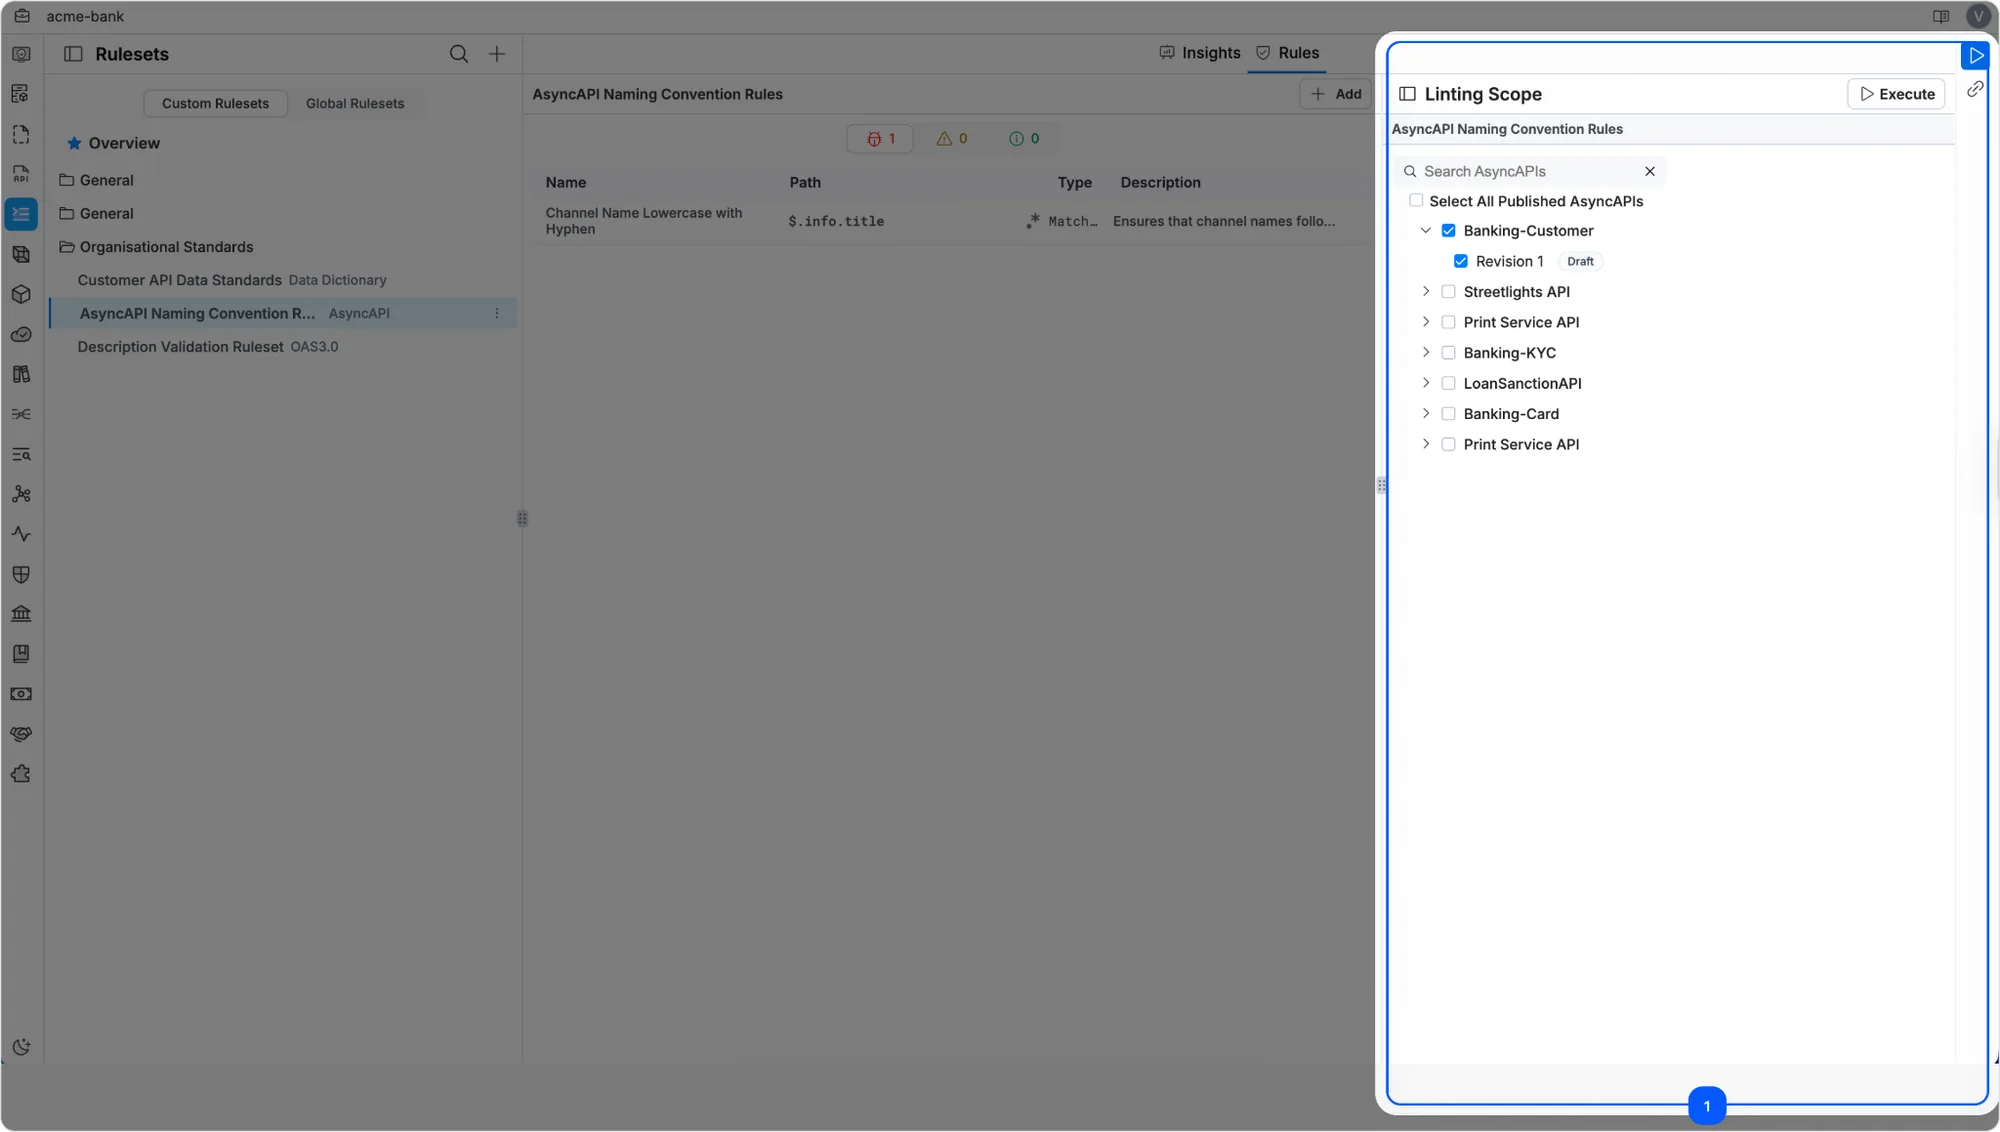 acme-bank
V
Rulesets
Custom Rulesets
Global Rulesets
Overview
General
General
Organisational Standards
Customer API Data Standards Data Dictionary
AsyncAPI Naming Convention R... AsyncAPI
Description Validation Ruleset OAS3.0
API
Insights
Rules
AsyncAPI Naming Convention Rules
Add
1
0
0
Name
Path
Type
Description
Channel Name Lowercase with
Hyphen
$.info.title
.* Match...
Ensures that channel names follo...
Linting Scope
Execute
AsyncAPI Naming Convention Rules
Search AsyncAPIs
Select All Published AsyncAPIs
Banking-Customer
Revision 1 Draft
Streetlights API
Print Service API
Banking-KYC
LoanSanctionAPI
Banking-Card
Print Service API
1